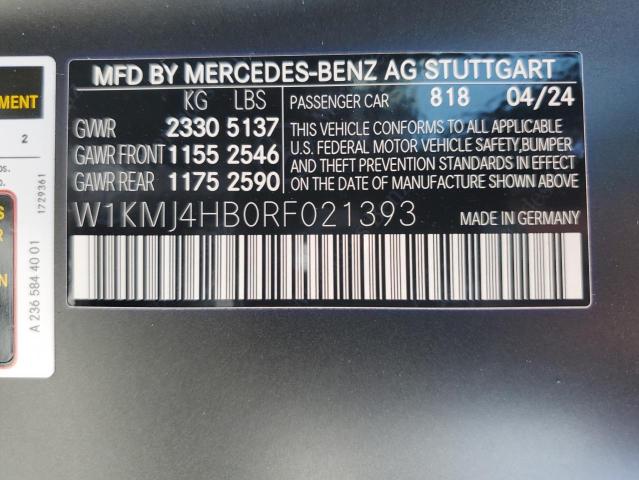 MFD BY MERCEDES-BENZ AG STUTTGART
KG LBS
GVWR 2330 5137
GAWR FRONT 1155 2546
GAWR REAR 1175 2590
PASSENGER CAR 818 04/24
THIS VEHICLE CONFORMS TO ALL APPLICABLE
U.S. FEDERAL MOTOR VEHICLE SAFETY,BUMPER
AND THEFT PREVENTION STANDARDS IN EFFECT
ON THE DATE OF MANUFACTURE SHOWN ABOVE
W1KMJ4HB0RF021393 MADE IN GERMANY
2
1729361
A 236 584 40 01